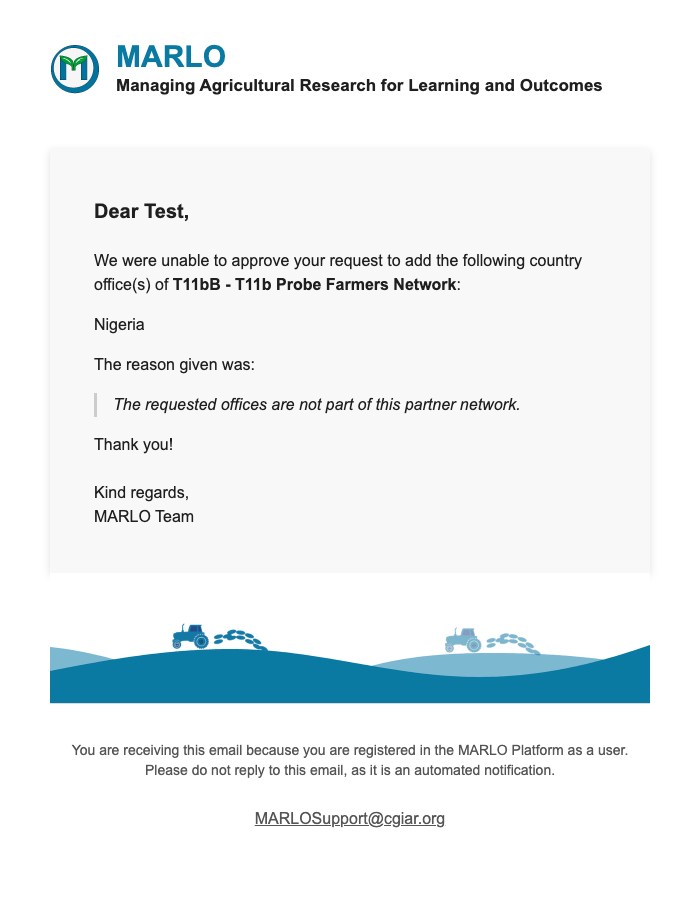 MARLO
Managing Agricultural Research for Learning and Outcomes
Dear Test,
We were unable to approve your request to add the following country
office(s) of T11bB - T11b Probe Farmers Network:
Nigeria
The reason given was:
The requested offices are not part of this partner network.
Thank you!
Kind regards,
MARLO Team
You are receiving this email because you are registered in the MARLO Platform as a user.
Please do not reply to this email, as it is an automated notification.
MARLOSupport@cgiar.org